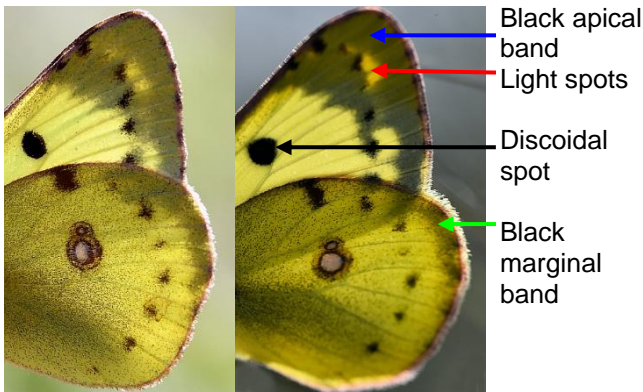 Black apical
band
Light spots
Discoidal
spot
Black
marginal
band